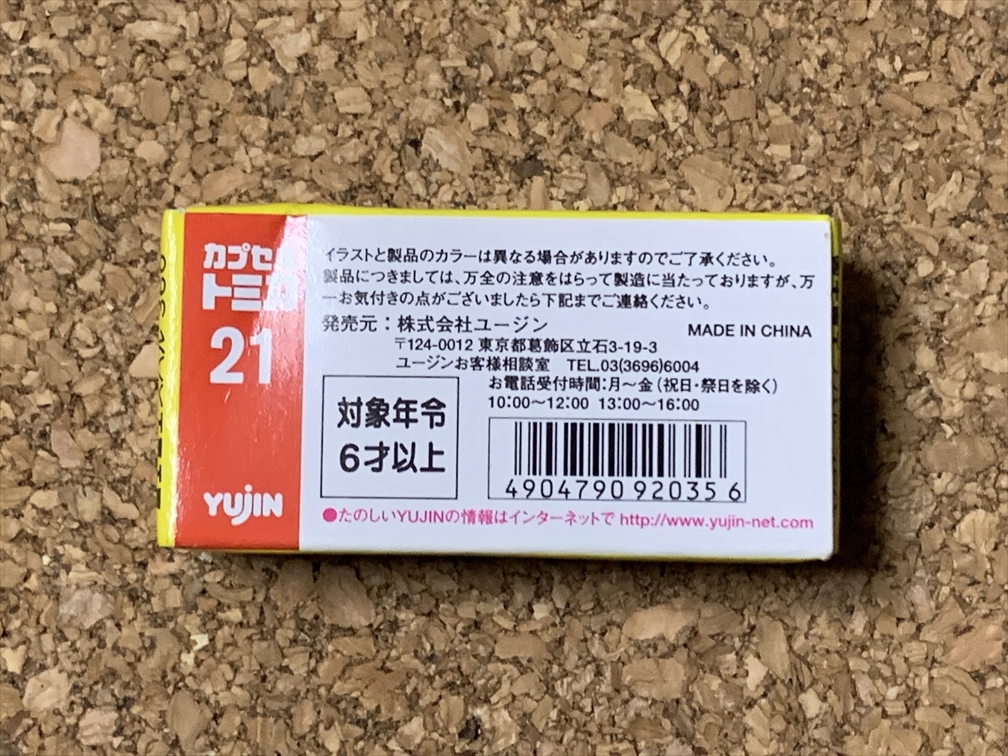 カプセル
トミカ
21
YUJIN
イラストと製品のカラーは異なる場合がありますのでご了承ください。
製品につきましては、万全の注意をはらって製造に当たっておりますが、万
一お気付きの点がございましたら下記までご連絡ください。
発売元：株式会社ユージン
MADE IN CHINA
〒124-0012 東京都葛飾区立石3-19-3
ユージンお客様相談室 TEL.03(3696)6004
お電話受付時間：月～金（祝日・祭日を除く）
10:00～12:00 13:00～16:00
対象年令
6才以上
4904790920356
●たのしいYUJINの情報はインターネットで http://www.yujin-net.com